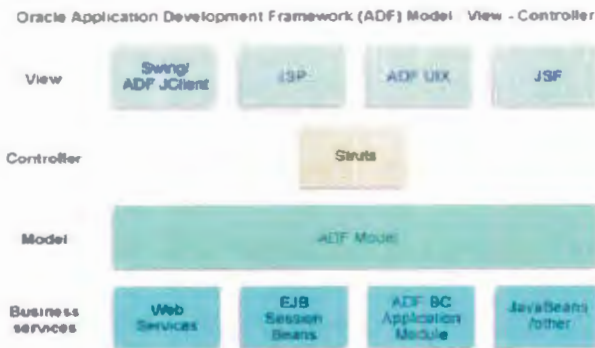 Oracle Application Development Framework (ADF) Model View - Controller
View
Swing/
ADF JClient
JSP
ADF UIX
JSF
Controller
Struts
Model
ADF Model
Business
services
Web
Services
EJB
Session
Beans
ADF BC
Application
Module
JavaBeans
/other